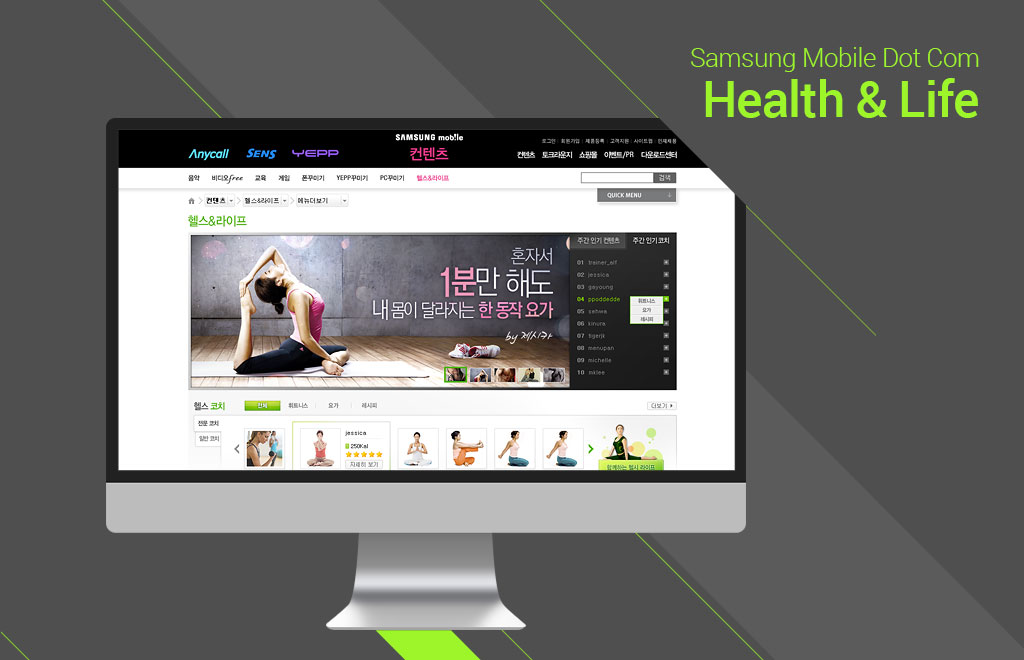 Samsung Mobile Dot Com
Health & Life
SAMSUNG mob!le
로그인 회원가입 제품등록 고객지원 사이트맵 인재채용
Anycall SENS YEPP 컨텐츠 컨텐츠 토크라운지 쇼핑몰 이벤트/PR 다운로드센터
음악 비디오free 교육 게임 폰꾸미기 YEPP꾸미기 PC꾸미기 헬스&라이프 검색
QUICK MENU +
컨텐츠 헬스&라이프 메뉴더보기
헬스&라이프
혼자서
1분만 해도
내 몸이 달라지는 한 동작 요가
by 제시카
주간 인기 컨텐츠 주간 인기 코치
01 trainer_aif
02 jessica
03 gayoung
04 ppuddedde
05 sehwa
06 kinura
07 tigerjk
08 menupan
09 michelle
10 mklee
휘트니스
요가
레시피
헬스 코치 전체 휘트니스 요가 레시피 더보기
전문 코치
일반 코치
jessica
250Kal
자세히 보기
함께하는 헬시 라이프